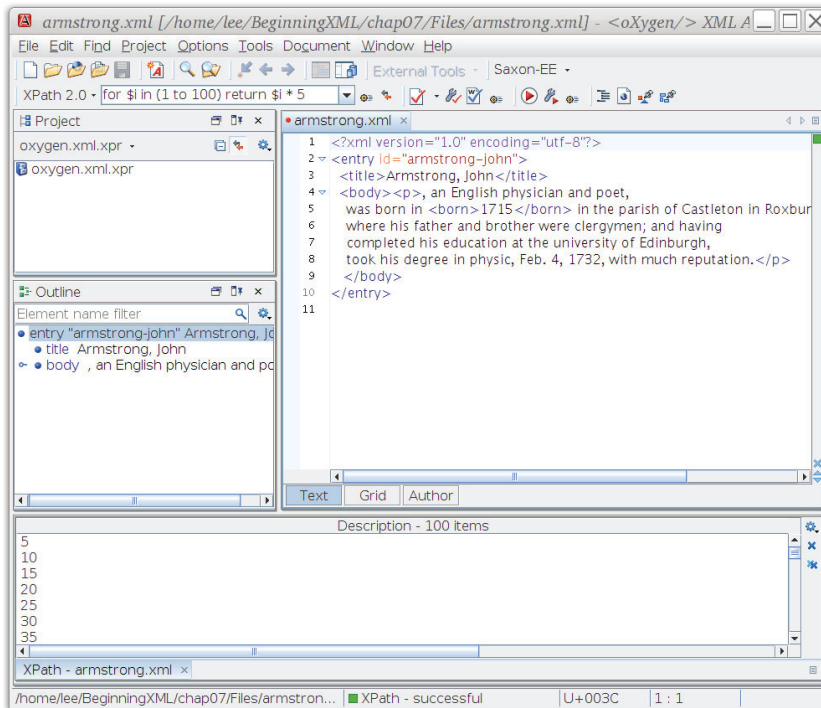 armstrong.xml [/home/lee/BeginningXML/chap07/Files/armstrong.xml] - <oXygen/> XML A
File Edit Find Project Options Tools Document Window Help
External Tools Saxon-EE
XPath 2.0 for $i in (1 to 100) return $i * 5
Project
oxygen.xml.xpr
oxygen.xml.xpr
Outline
Element name filter
entry "armstrong-john" Armstrong, Jo
title Armstrong, John
body , an English physician and po
armstrong.xml
1 <?xml version="1.0" encoding="utf-8"?>
2 <entry id="armstrong-john">
3 <title>Armstrong, John</title>
4 <body><p>, an English physician and poet,
5 was born in <born>1715</born> in the parish of Castleton in Roxbur
6 where his father and brother were clergymen; and having
7 completed his education at the university of Edinburgh,
8 took his degree in physic, Feb. 4, 1732, with much reputation.</p>
9 </body>
10 </entry>
11
Text Grid Author
Description - 100 items
5
10
15
20
25
30
35
XPath - armstrong.xml
/home/lee/BeginningXML/chap07/Files/armstron... XPath - successful U+003C 1 : 1